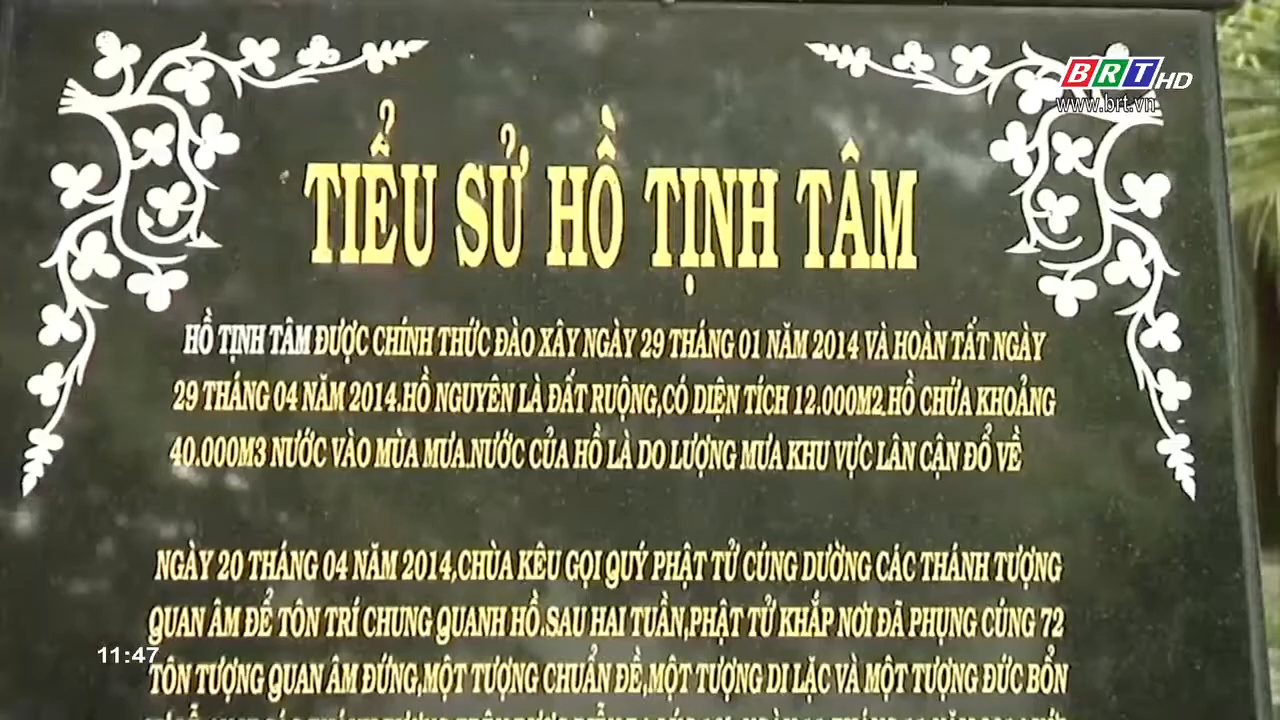 BRT HD
www.brt.vn
TIỂU SỬ HỒ TỊNH TÂM
HỒ TỊNH TÂM ĐƯỢC CHÍNH THỨC ĐÀO XÂY NGÀY 29 THÁNG 01 NĂM 2014 VÀ HOÀN TẤT NGÀY
29 THÁNG 04 NĂM 2014.HỒ NGUYÊN LÀ ĐẤT RUỘNG,CÓ DIỆN TÍCH 12.000M2,HỒ CHỨA KHOẢNG
40.000M3 NƯỚC VÀO MÙA MƯA.NƯỚC CỦA HỒ LÀ DO LƯỢNG MƯA KHU VỰC LÂN CẬN ĐỔ VỀ
NGÀY 20 THÁNG 04 NĂM 2014,CHÙA KÊU GỌI QUÝ PHẬT TỬ CÚNG DƯỜNG CÁC THÁNH TƯỢNG
QUAN ÂM ĐỂ TÔN TRÍ CHUNG QUANH HỒ.SAU HAI TUẦN,PHẬT TỬ KHẮP NƠI ĐÃ PHỤNG CÚNG 72
TÔN TƯỢNG QUAN ÂM ĐỨNG,MỘT TƯỢNG CHUẨN ĐỀ,MỘT TƯỢNG DI LẶC VÀ MỘT TƯỢNG ĐỨC BỔN
11:47